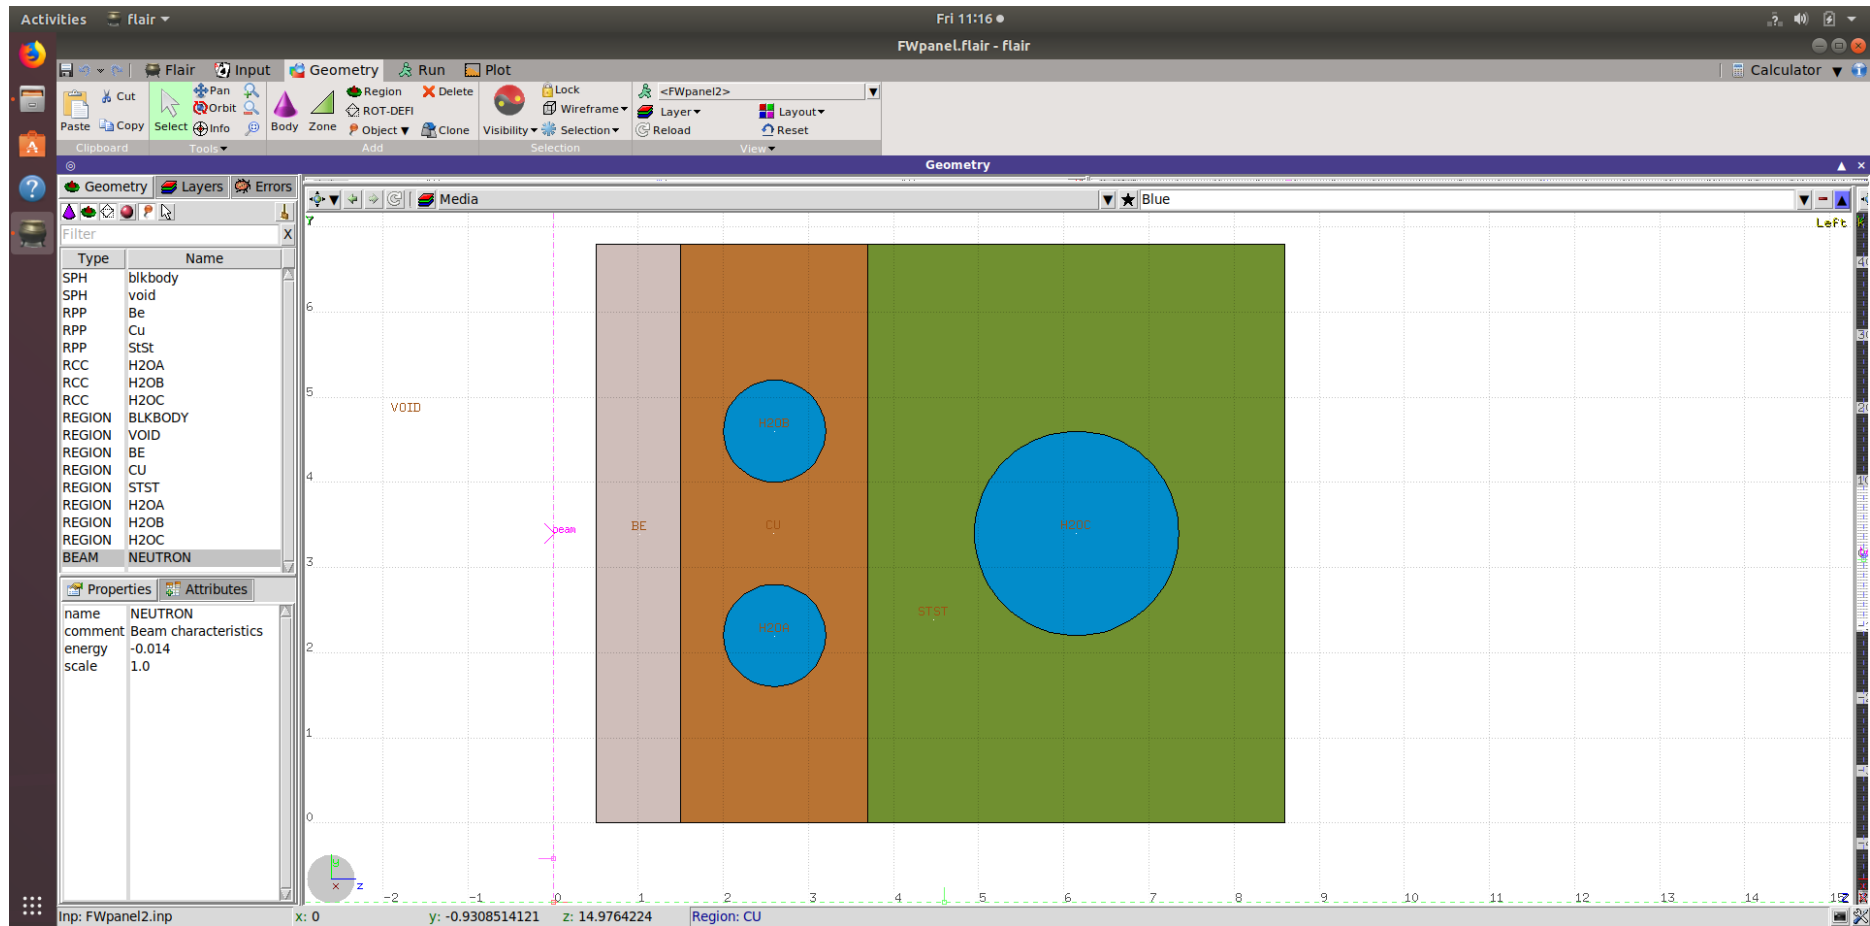 Activities flair Fri 11:16
FWpanel.flair - flair
Flair Input Geometry Run Plot Calculator
Cut Pan Region Delete Lock <FWpanel2>
Orbit ROT-DEFI Wireframe Layer Layout
Paste Copy Select Info Body Zone Object Clone Visibility Selection Reload Reset
Clipboard Tools Add Selection View
Geometry
Geometry Layers Errors
Media Blue
Filter X
Left
Type Name
SPH blkbody
SPH void
RPP Be
RPP Cu
RPP StSt
RCC H2OA
RCC H2OB
RCC H2OC
REGION BLKBODY
REGION VOID
REGION BE
REGION CU
REGION STST
REGION H2OA
REGION H2OB
REGION H2OC
BEAM NEUTRON
Properties Attributes
name NEUTRON
comment Beam characteristics
energy -0.014
scale 1.0
7
6
5
VOID
H2OB
4
beam BE CU H2OC
3
STST
H2OA
2
1
0
y
x z
-2 -1 0 1 2 3 4 5 6 7 8 9 10 11 12 13 14 15 z
Inp: FWpanel2.inp x: 0 y: -0.9308514121 z: 14.9764224 Region: CU